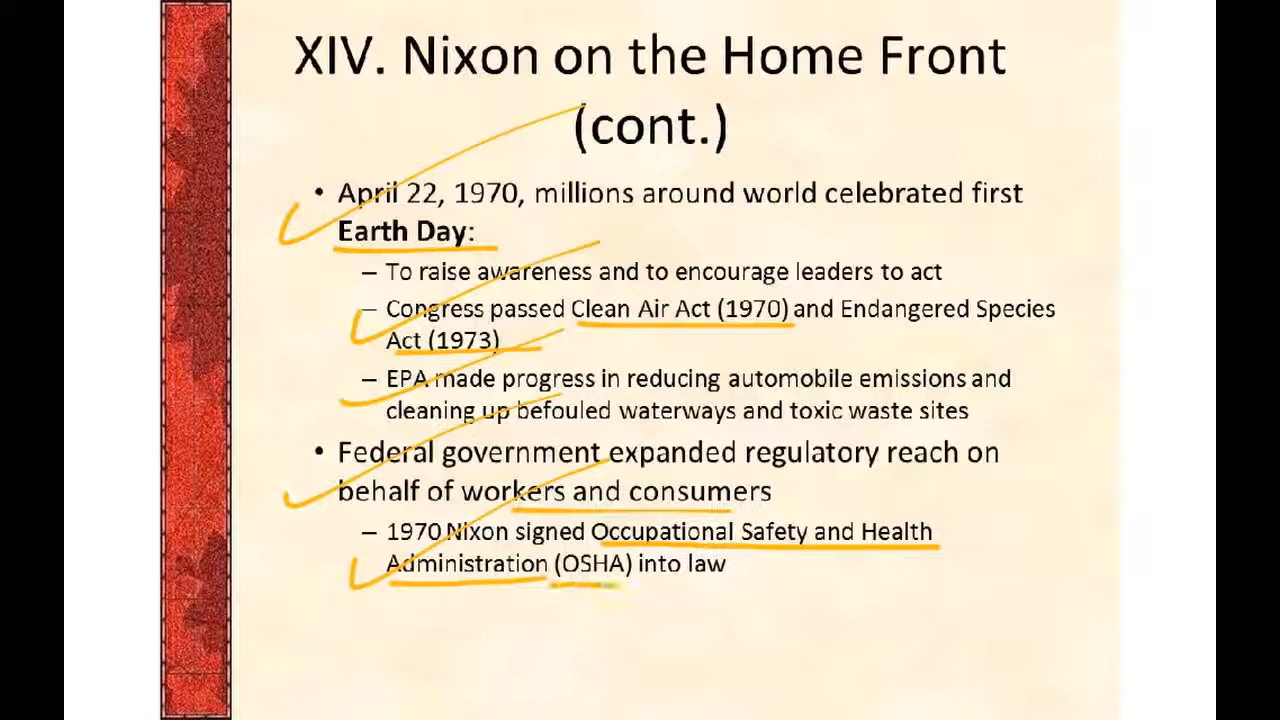 XIV. Nixon on the Home Front
(cont.)
• April 22, 1970, millions around world celebrated first
Earth Day:
– To raise awareness and to encourage leaders to act
– Congress passed Clean Air Act (1970) and Endangered Species
Act (1973)
– EPA made progress in reducing automobile emissions and
cleaning up befouled waterways and toxic waste sites
• Federal government expanded regulatory reach on
behalf of workers and consumers
– 1970 Nixon signed Occupational Safety and Health
Administration (OSHA) into law